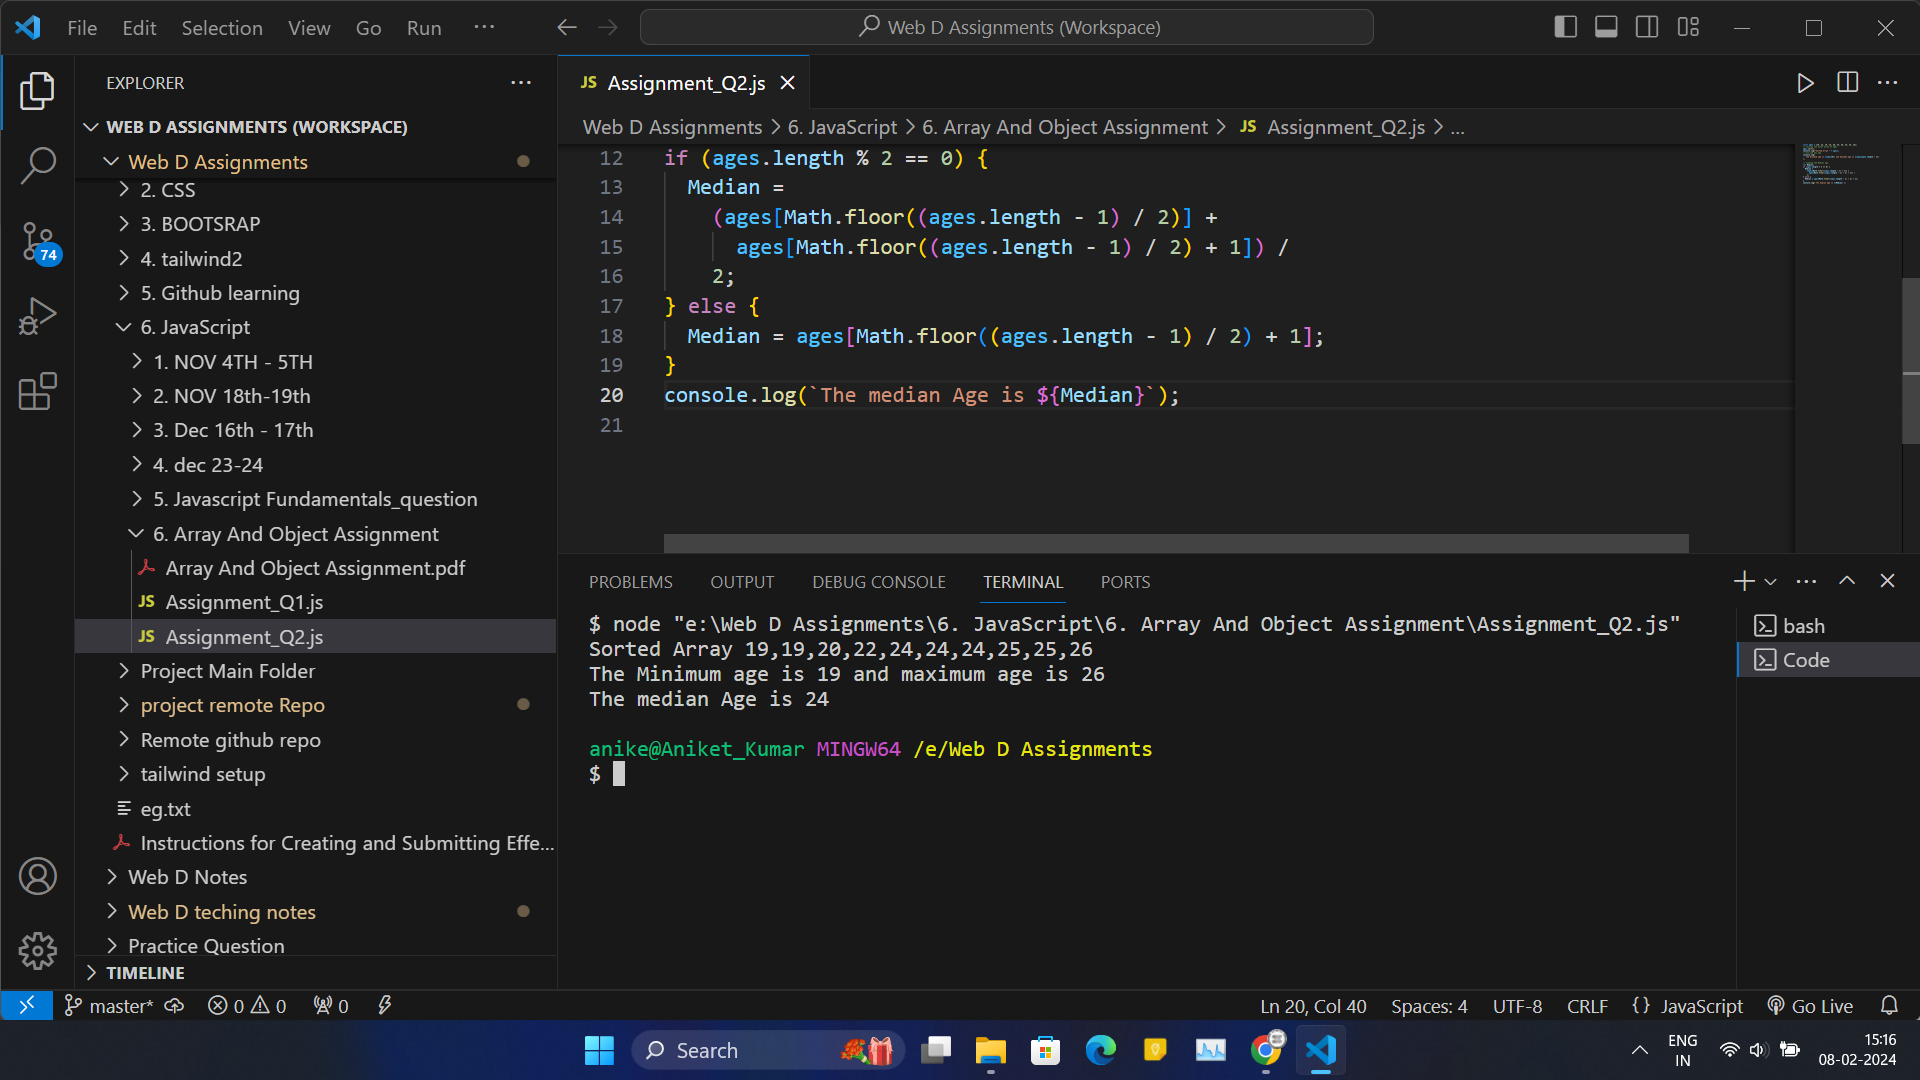 File Edit Selection View Go Run ··· Web D Assignments (Workspace)
EXPLORER
WEB D ASSIGNMENTS (WORKSPACE)
Web D Assignments
2. CSS
3. BOOTSRAP
4. tailwind2
5. Github learning
6. JavaScript
1. NOV 4TH - 5TH
2. NOV 18th-19th
3. Dec 16th - 17th
4. dec 23-24
5. Javascript Fundamentals_question
6. Array And Object Assignment
Array And Object Assignment.pdf
JS Assignment_Q1.js
JS Assignment_Q2.js
Project Main Folder
project remote Repo
Remote github repo
tailwind setup
eg.txt
Instructions for Creating and Submitting Effe...
Web D Notes
Web D teching notes
Practice Question
TIMELINE
74
JS Assignment_Q2.js
Web D Assignments > 6. JavaScript > 6. Array And Object Assignment > JS Assignment_Q2.js > ...
12 if (ages.length % 2 == 0) {
13 Median =
14 (ages[Math.floor((ages.length - 1) / 2)] +
15 ages[Math.floor((ages.length - 1) / 2) + 1]) /
16 2;
17 } else {
18 Median = ages[Math.floor((ages.length - 1) / 2) + 1];
19 }
20 console.log(`The median Age is ${Median}`);
21
PROBLEMS OUTPUT DEBUG CONSOLE TERMINAL PORTS
$ node "e:\Web D Assignments\6. JavaScript\6. Array And Object Assignment\Assignment_Q2.js"
Sorted Array 19,19,20,22,24,24,24,25,25,26
The Minimum age is 19 and maximum age is 26
The median Age is 24
anike@Aniket_Kumar MINGW64 /e/Web D Assignments
$
bash
Code
master* 0 0 0 Ln 20, Col 40 Spaces: 4 UTF-8 CRLF {} JavaScript Go Live
Search
ENG
IN
15:16
08-02-2024